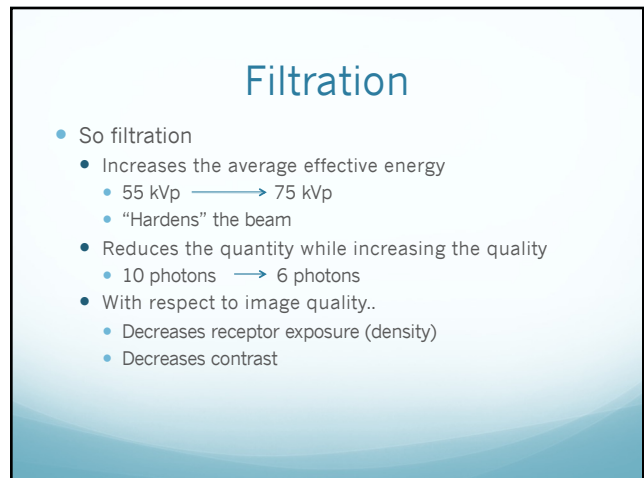 Filtration
So filtration
Increases the average effective energy
55 kVp → 75 kVp
“Hardens” the beam
Reduces the quantity while increasing the quality
10 photons → 6 photons
With respect to image quality..
Decreases receptor exposure (density)
Decreases contrast